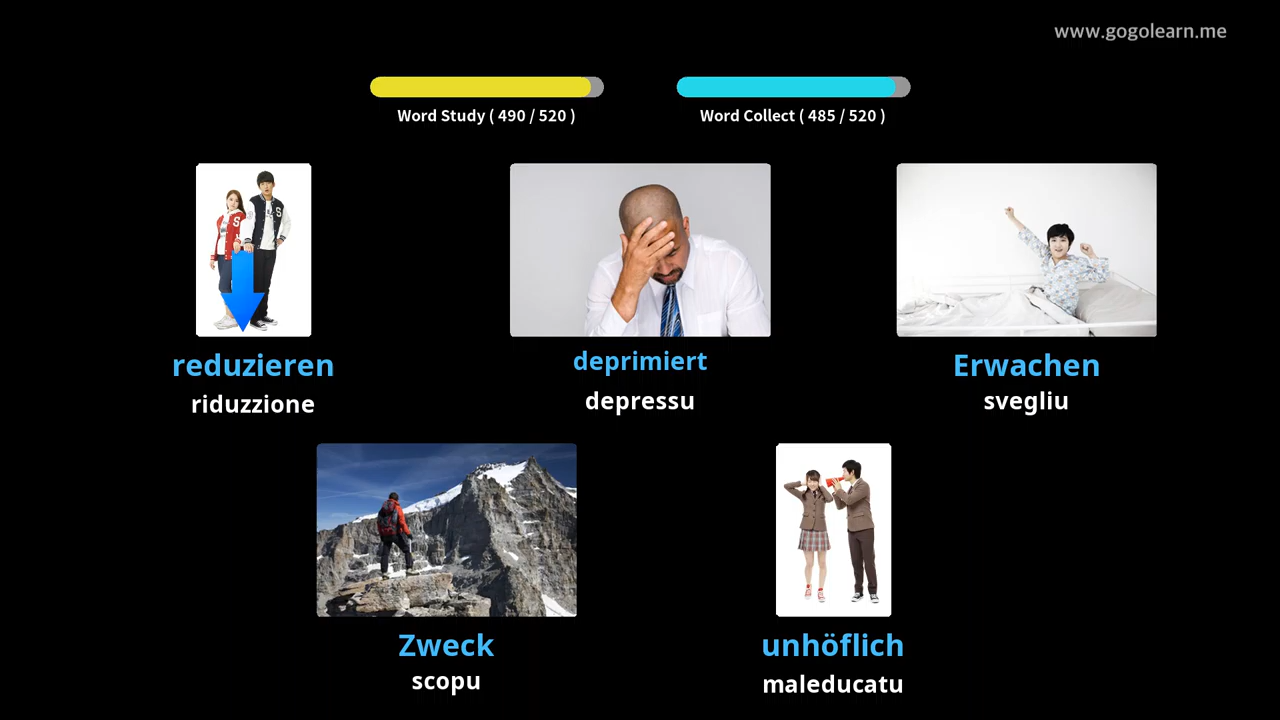 www.gogolearn.me
Word Study ( 490 / 520 )
Word Collect ( 485 / 520 )
reduzieren
riduzzione
deprimiert
depressu
Erwachen
svegliu
Zweck
scopu
unhöflich
maleducatu